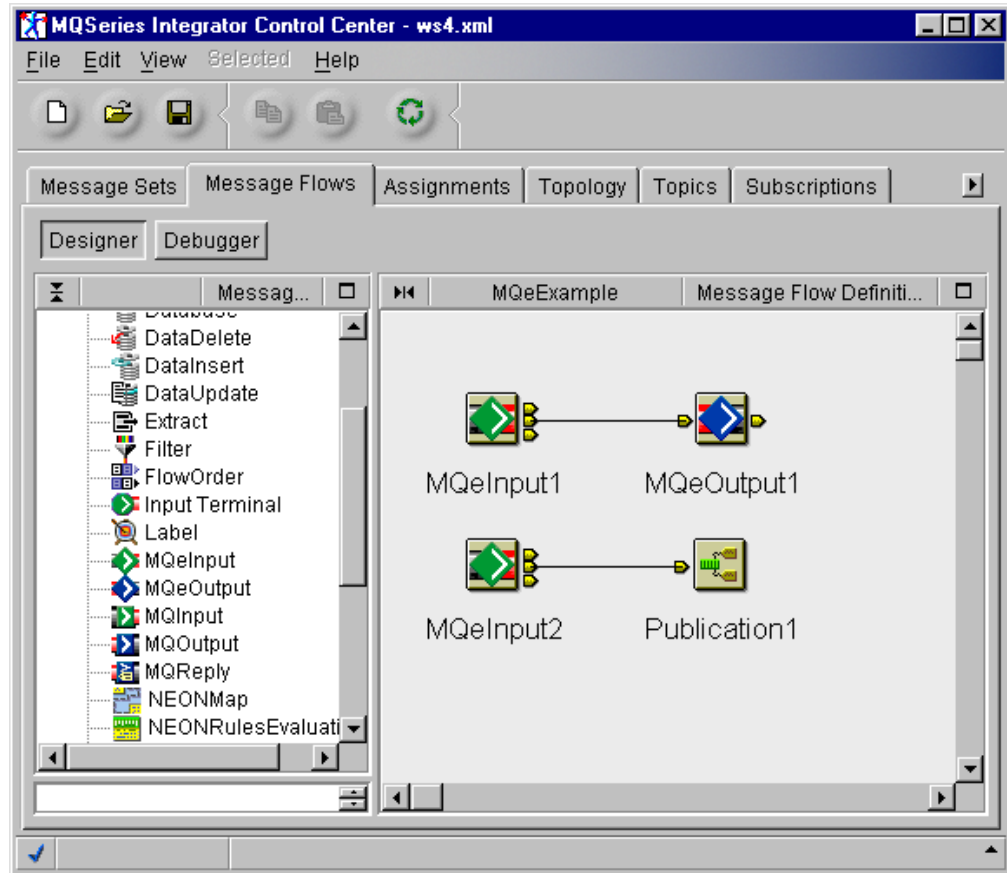 MQSeries Integrator Control Center - ws4.xml
File Edit View Selected Help
Message Sets Message Flows Assignments Topology Topics Subscriptions
Designer Debugger
Messag... MQeExample Message Flow Definiti...
Database
DataDelete
DataInsert
DataUpdate
Extract
Filter
FlowOrder
Input Terminal
Label
MQeInput
MQeOutput
MQInput
MQOutput
MQReply
NEONMap
NEONRulesEvaluati
MQeInput1 MQeOutput1
MQeInput2 Publication1